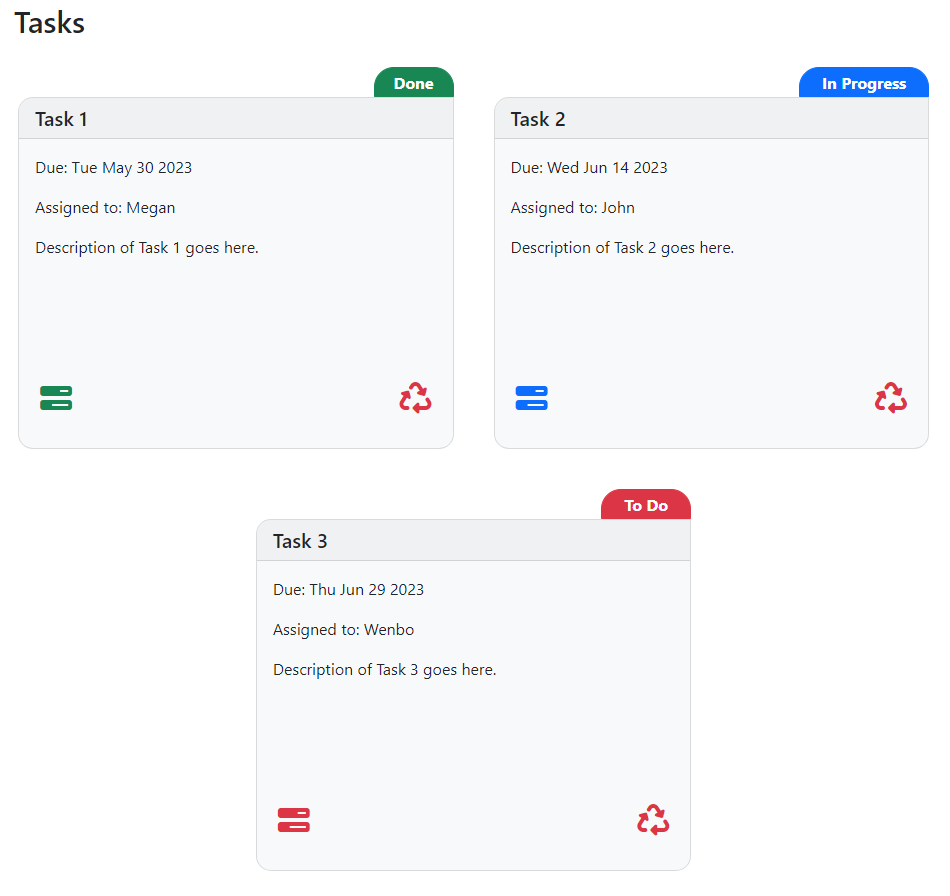 Tasks
Done
Task 1
Due: Tue May 30 2023
Assigned to: Megan
Description of Task 1 goes here.
In Progress
Task 2
Due: Wed Jun 14 2023
Assigned to: John
Description of Task 2 goes here.
To Do
Task 3
Due: Thu Jun 29 2023
Assigned to: Wenbo
Description of Task 3 goes here.